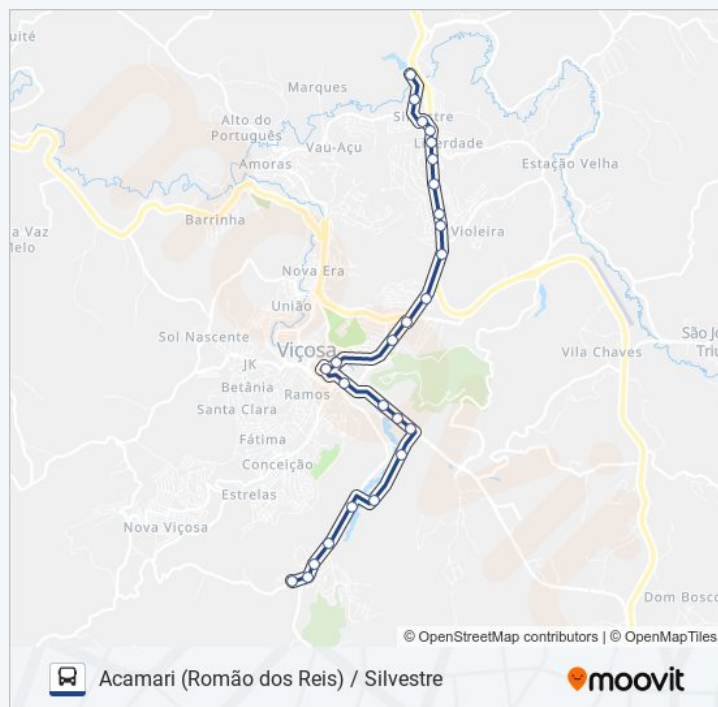 uité
Marques
Alto do
Português
Silvestre
Vau-Açu
Liberdade
Amoras
Estação Velha
Barrinha
a Vaz
Melo
Violeira
Nova Era
União
Sol Nascente
Viçosa
São Jo
Triu
Vila Chaves
JK
Betânia
Ramos
Santa Clara
Fátima
Conceição
Estrelas
Nova Viçosa
Dom Bosco
© OpenStreetMap contributors | © OpenMapTiles
Acamari (Romão dos Reis) / Silvestre
moovit